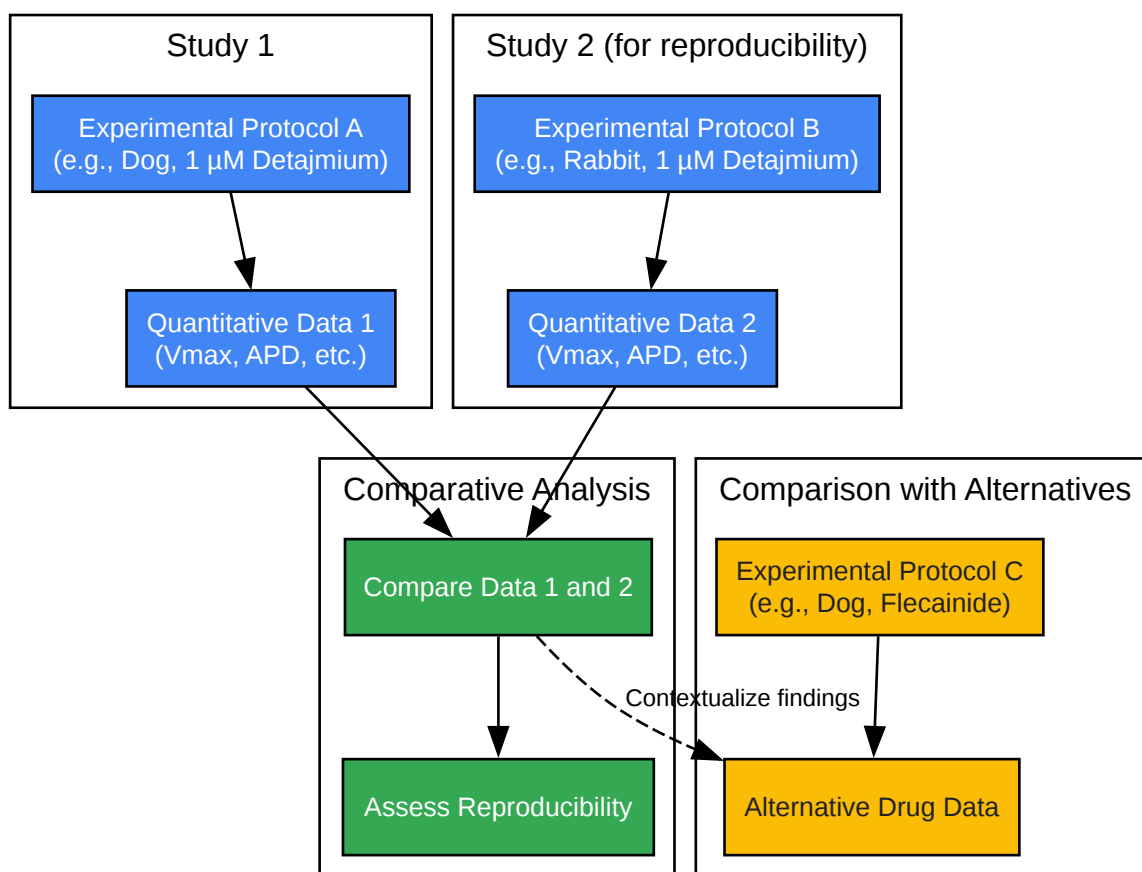 Study 1
Experimental Protocol A
(e.g., Dog, 1 µM Detajmium)
Quantitative Data 1
(Vmax, APD, etc.)
Study 2 (for reproducibility)
Experimental Protocol B
(e.g., Rabbit, 1 µM Detajmium)
Quantitative Data 2
(Vmax, APD, etc.)
Comparative Analysis
Compare Data 1 and 2
Assess Reproducibility
Comparison with Alternatives
Experimental Protocol C
(e.g., Dog, Flecainide)
Contextualize findings
Alternative Drug Data